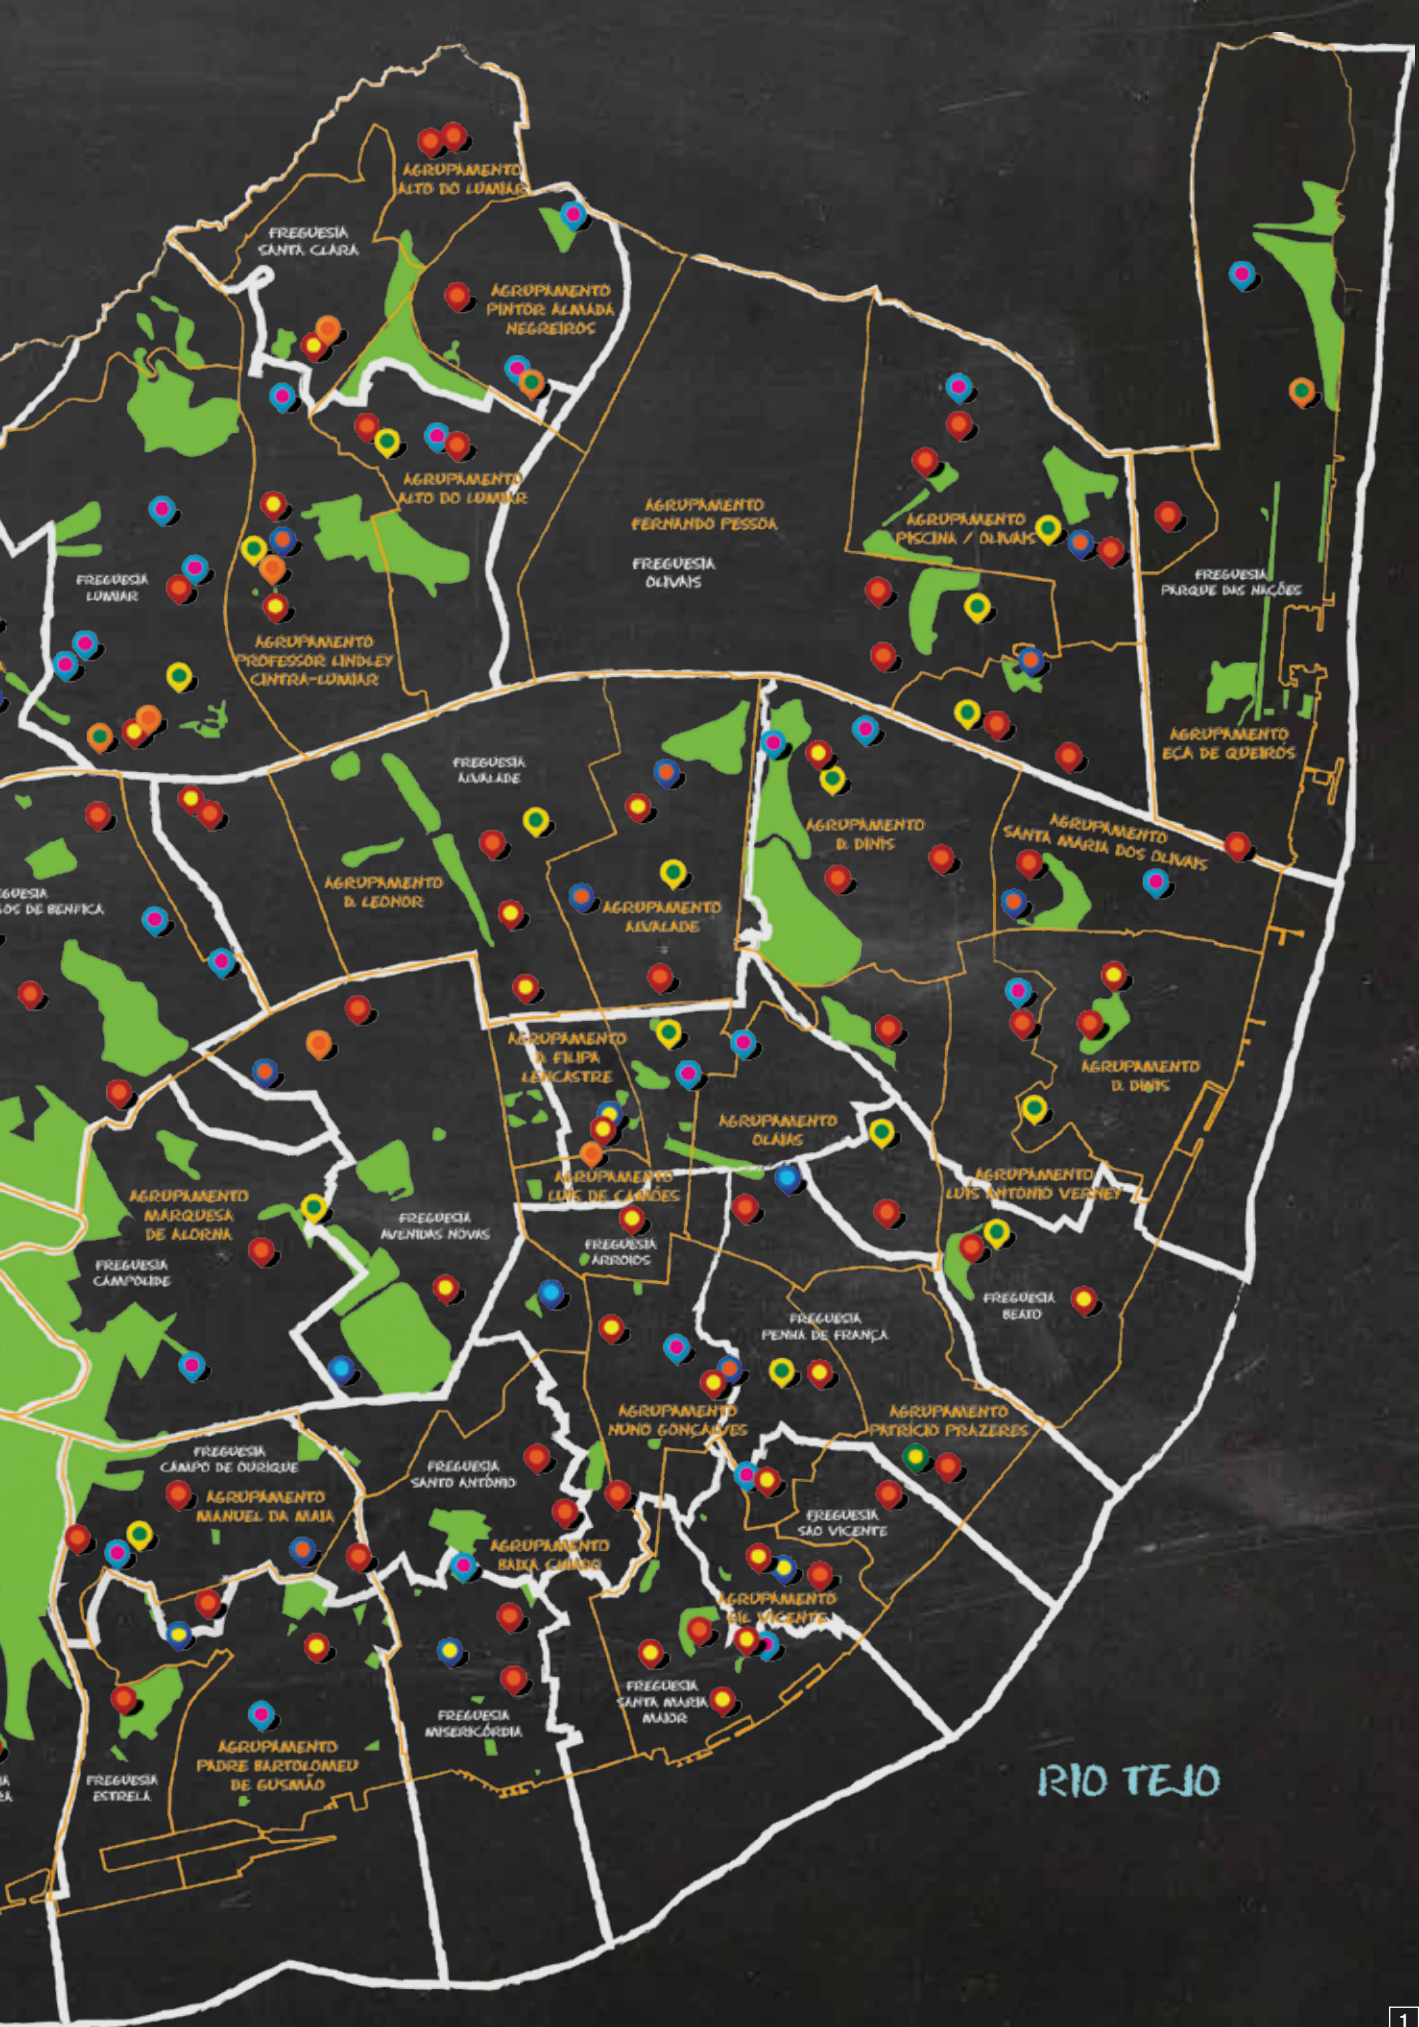 AGRUPAMENTO
ALTO DO LUMIAR
FREGUESIA
SANTA CLARA
AGRUPAMENTO
PINTOR ALMADA
NEGREIROS
AGRUPAMENTO
ALTO DO LUMIAR
AGRUPAMENTO
FERNANDO PESSOA
FREGUESIA
OLIVAIS
AGRUPAMENTO
PISCINA / OLIVAIS
FREGUESIA
PARQUE DAS NAÇÕES
FREGUESIA
LUMIAR
AGRUPAMENTO
PROFESSOR LINDLEY
CINTRA-LUMIAR
AGRUPAMENTO
EÇA DE QUEIRÓS
FREGUESIA
ALVALADE
AGRUPAMENTO
D. DINIS
AGRUPAMENTO
SANTA MARIA DOS OLIVAIS
GUESIA
OS DE BENFICA
AGRUPAMENTO
D. LEONOR
AGRUPAMENTO
ALVALADE
AGRUPAMENTO
D. FILIPA
LENCASTRE
AGRUPAMENTO
D. DINIS
AGRUPAMENTO
OLAIAS
AGRUPAMENTO
LUÍS DE CAMÕES
AGRUPAMENTO
LUÍS ANTÓNIO VERNEY
AGRUPAMENTO
MARQUESA
DE ALORNA
FREGUESIA
AVENIDAS NOVAS
FREGUESIA
CAMPOLIDE
FREGUESIA
ARROIOS
FREGUESIA
BEATO
FREGUESIA
PENHA DE FRANÇA
AGRUPAMENTO
NUNO GONÇALVES
AGRUPAMENTO
PATRÍCIO PRAZERES
FREGUESIA
CAMPO DE OURIQUE
FREGUESIA
SANTO ANTÓNIO
AGRUPAMENTO
MANUEL DA MAIA
FREGUESIA
SÃO VICENTE
AGRUPAMENTO
BAIXA CHIADO
AGRUPAMENTO
GIL VICENTE
FREGUESIA
SANTA MARIA
MAIOR
FREGUESIA
MISERICÓRDIA
AGRUPAMENTO
PADRE BARTOLOMEU
DE GUSMÃO
FREGUESIA
ESTRELA
RIO TEJO
1